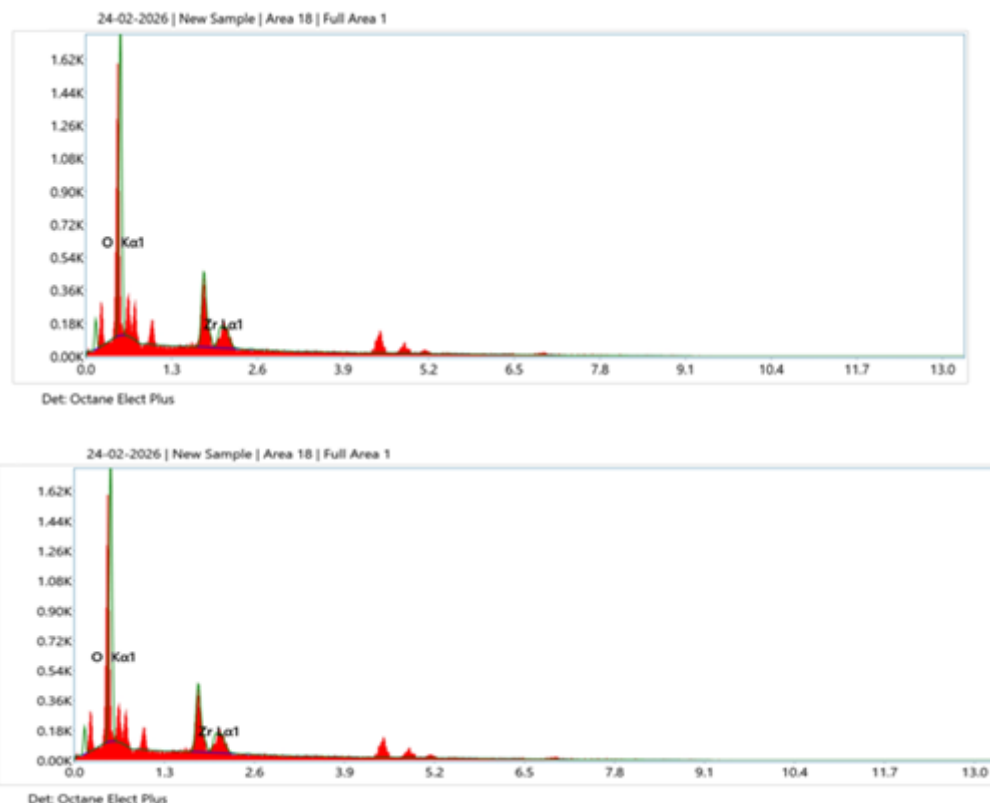 24-02-2026 | New Sample | Area 18 | Full Area 1
1.62K
1.44K
1.26K
1.08K
0.90K
0.72K
O Kα1
0.54K
0.36K
Zr Lα1
0.18K
0.00K
0.0 1.3 2.6 3.9 5.2 6.5 7.8 9.1 10.4 11.7 13.0
Det: Octane Elect Plus
24-02-2026 | New Sample | Area 18 | Full Area 1
1.62K
1.44K
1.26K
1.08K
0.90K
0.72K
O Kα1
0.54K
0.36K
Zr Lα1
0.18K
0.00K
0.0 1.3 2.6 3.9 5.2 6.5 7.8 9.1 10.4 11.7 13.0
Det: Octane Elect Plus